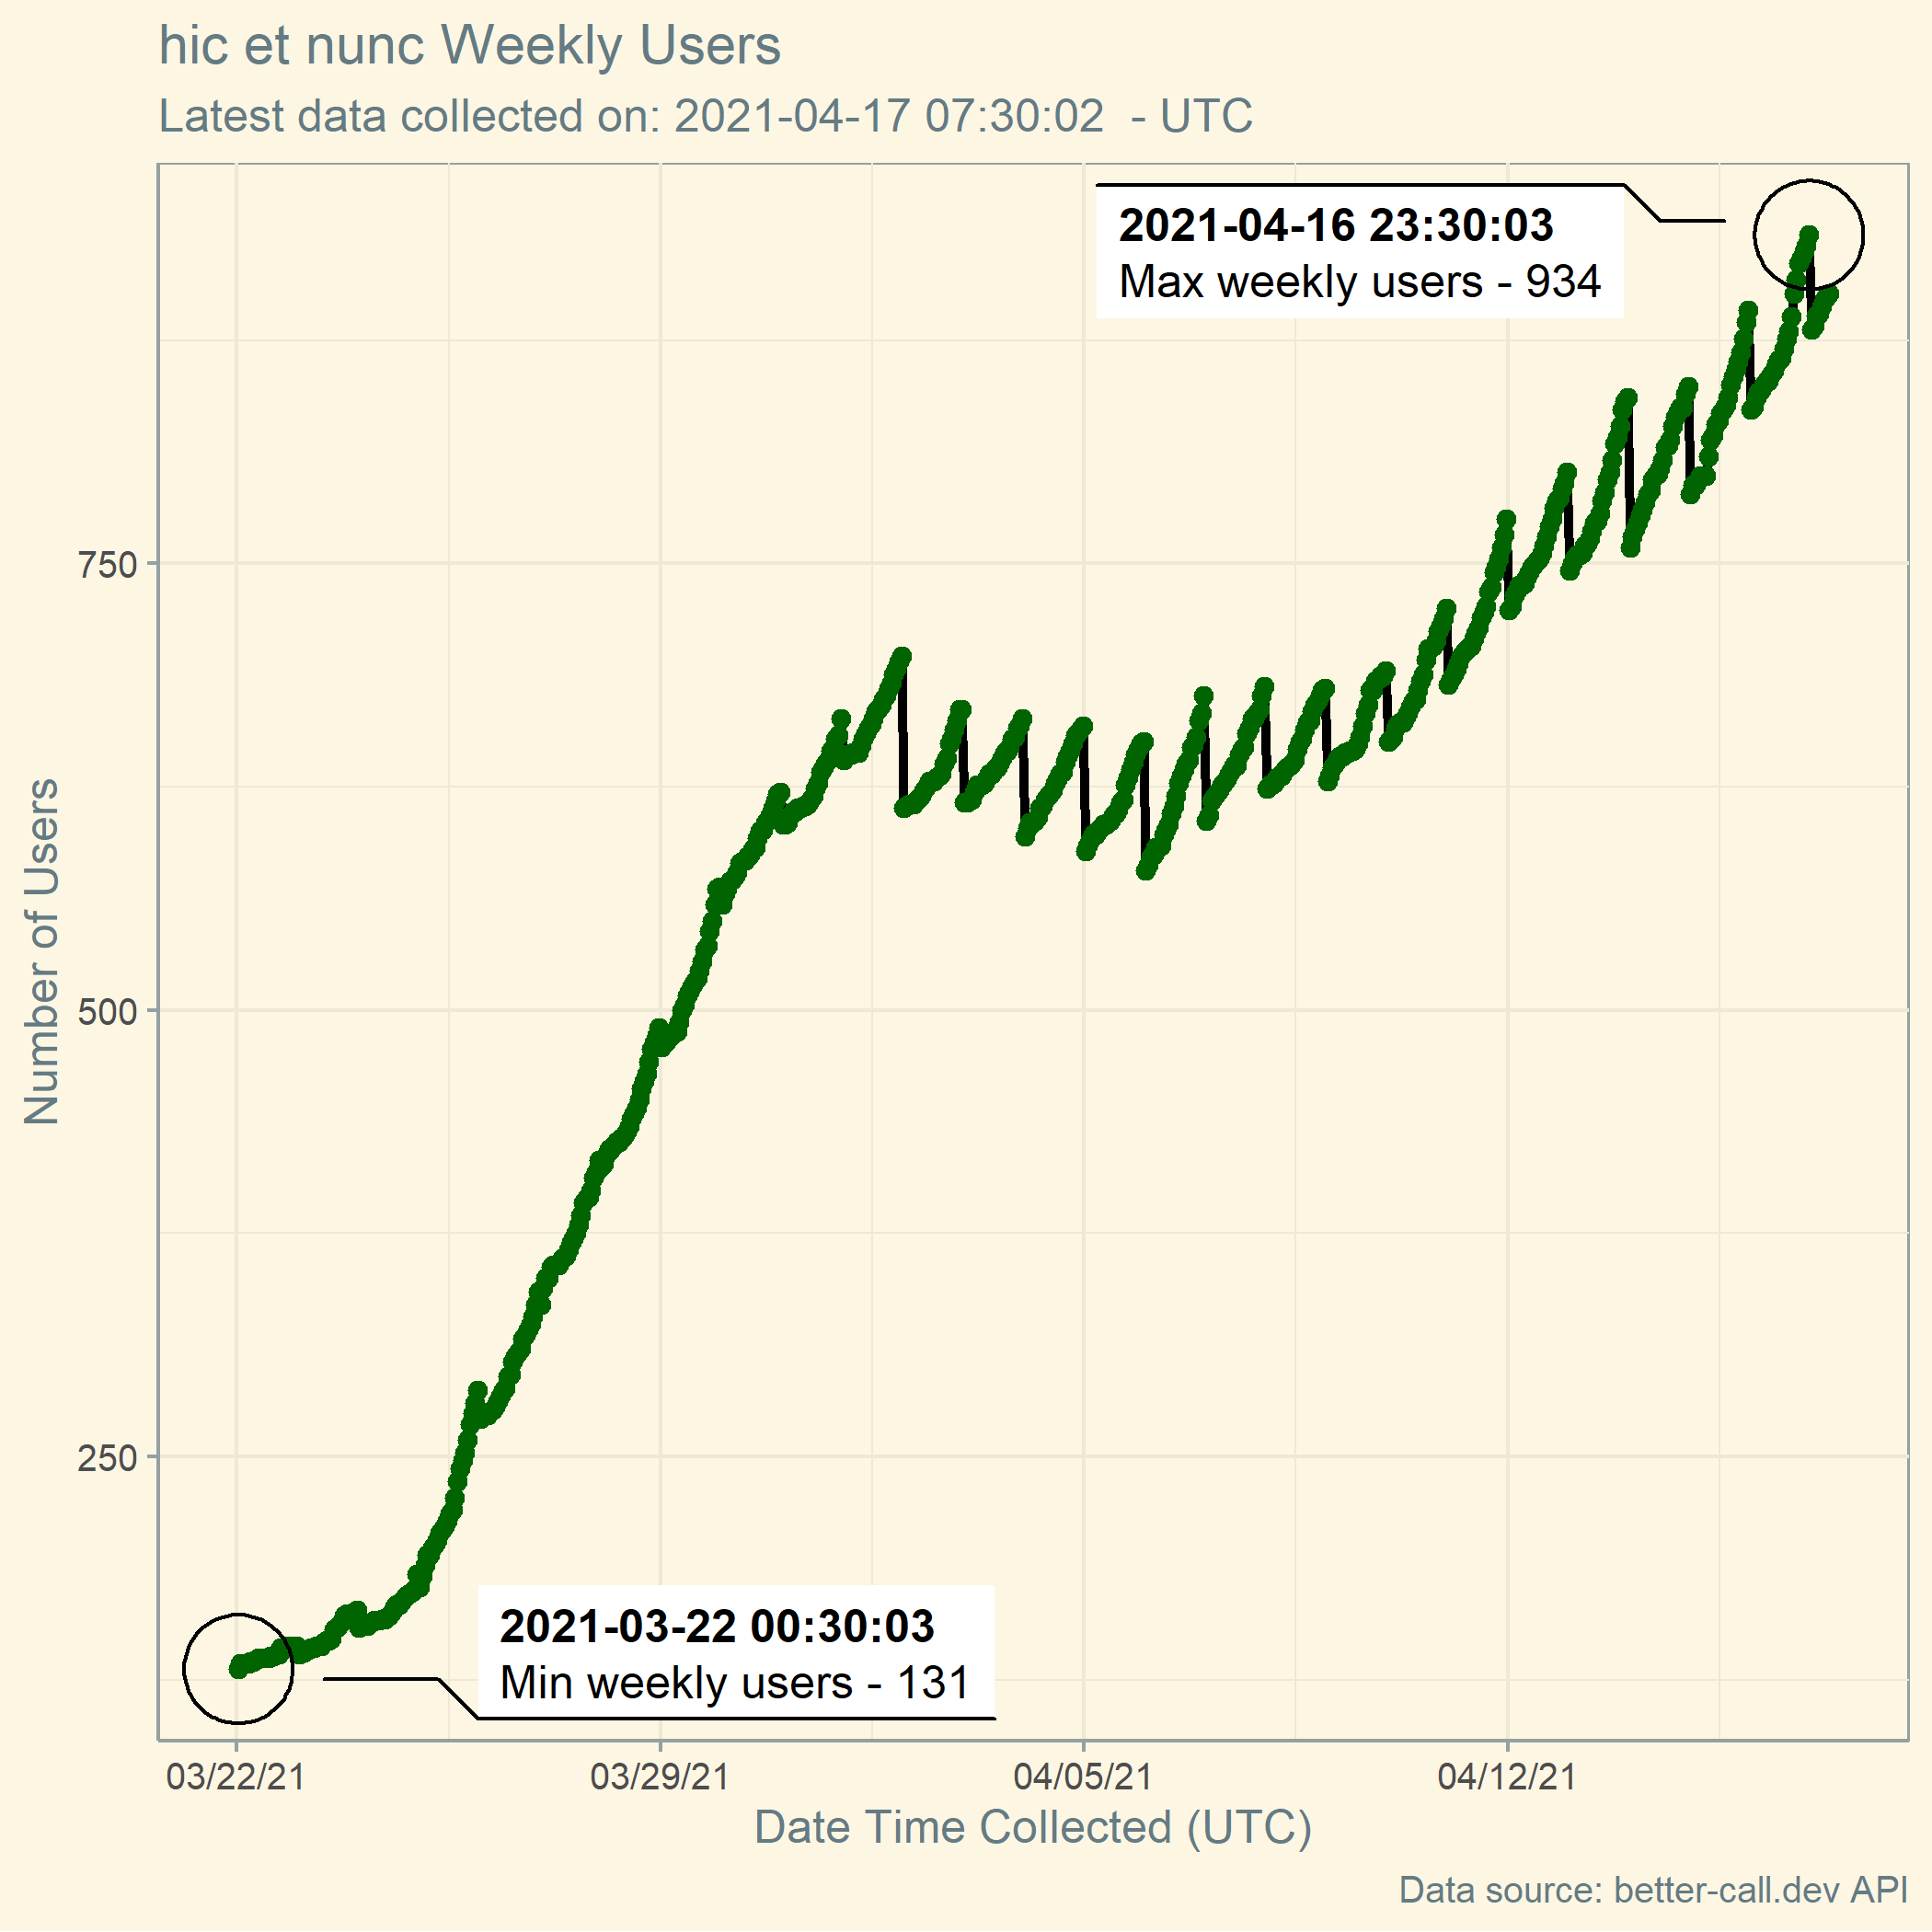 hic et nunc Weekly Users
Latest data collected on: 2021-04-17 07:30:02  - UTC
2021-04-16 23:30:03
Max weekly users - 934
750
500
250
Number of Users
2021-03-22 00:30:03
Min weekly users - 131
03/22/21 03/29/21 04/05/21 04/12/21
Date Time Collected (UTC)
Data source: better-call.dev API